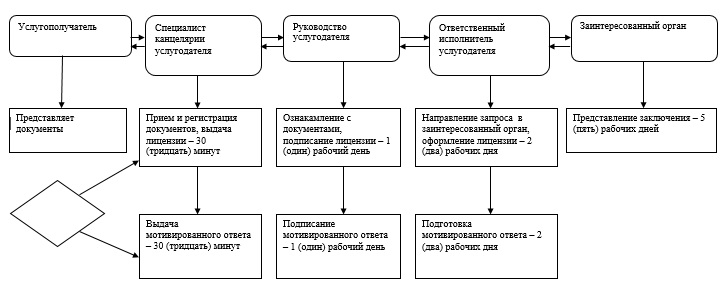 Услугополучатель
Специалист
канцелярии
услугодателя
Руководство
услугодателя
Ответственный
исполнитель
услугодателя
Заинтересованный орган
Представляет
документы
Прием и регистрация
документов, выдача
лицензии – 30
(тридцать) минут
Ознакамление с
документами,
подписание лицензии – 1
(один) рабочий день
Направление запроса в
заинтересованный орган,
оформление лицензии – 2
(два) рабочих дня
Представление заключения – 5
(пять) рабочих дней
Выдача
мотивированного ответа
– 30 (тридцать) минут
Подписание
мотивированного ответа
– 1 (один) рабочий день
Подготовка
мотивированного ответа – 2
(два) рабочих дня